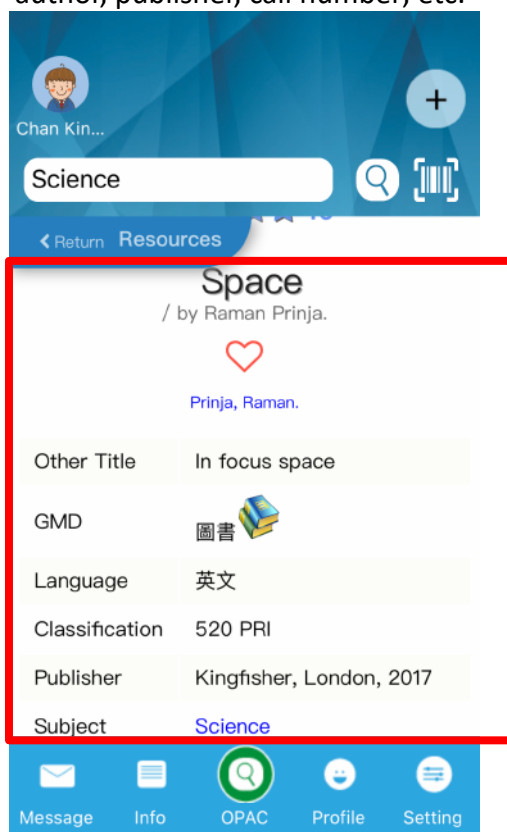 author, publisher, call number, etc.
Chan Kin...
+
Science
Return Resources
Space
/ by Raman Prinja.
Prinja, Raman.
Other Title In focus space
GMD 圖書
Language 英文
Classification 520 PRI
Publisher Kingfisher, London, 2017
Subject Science
Message Info OPAC Profile Setting